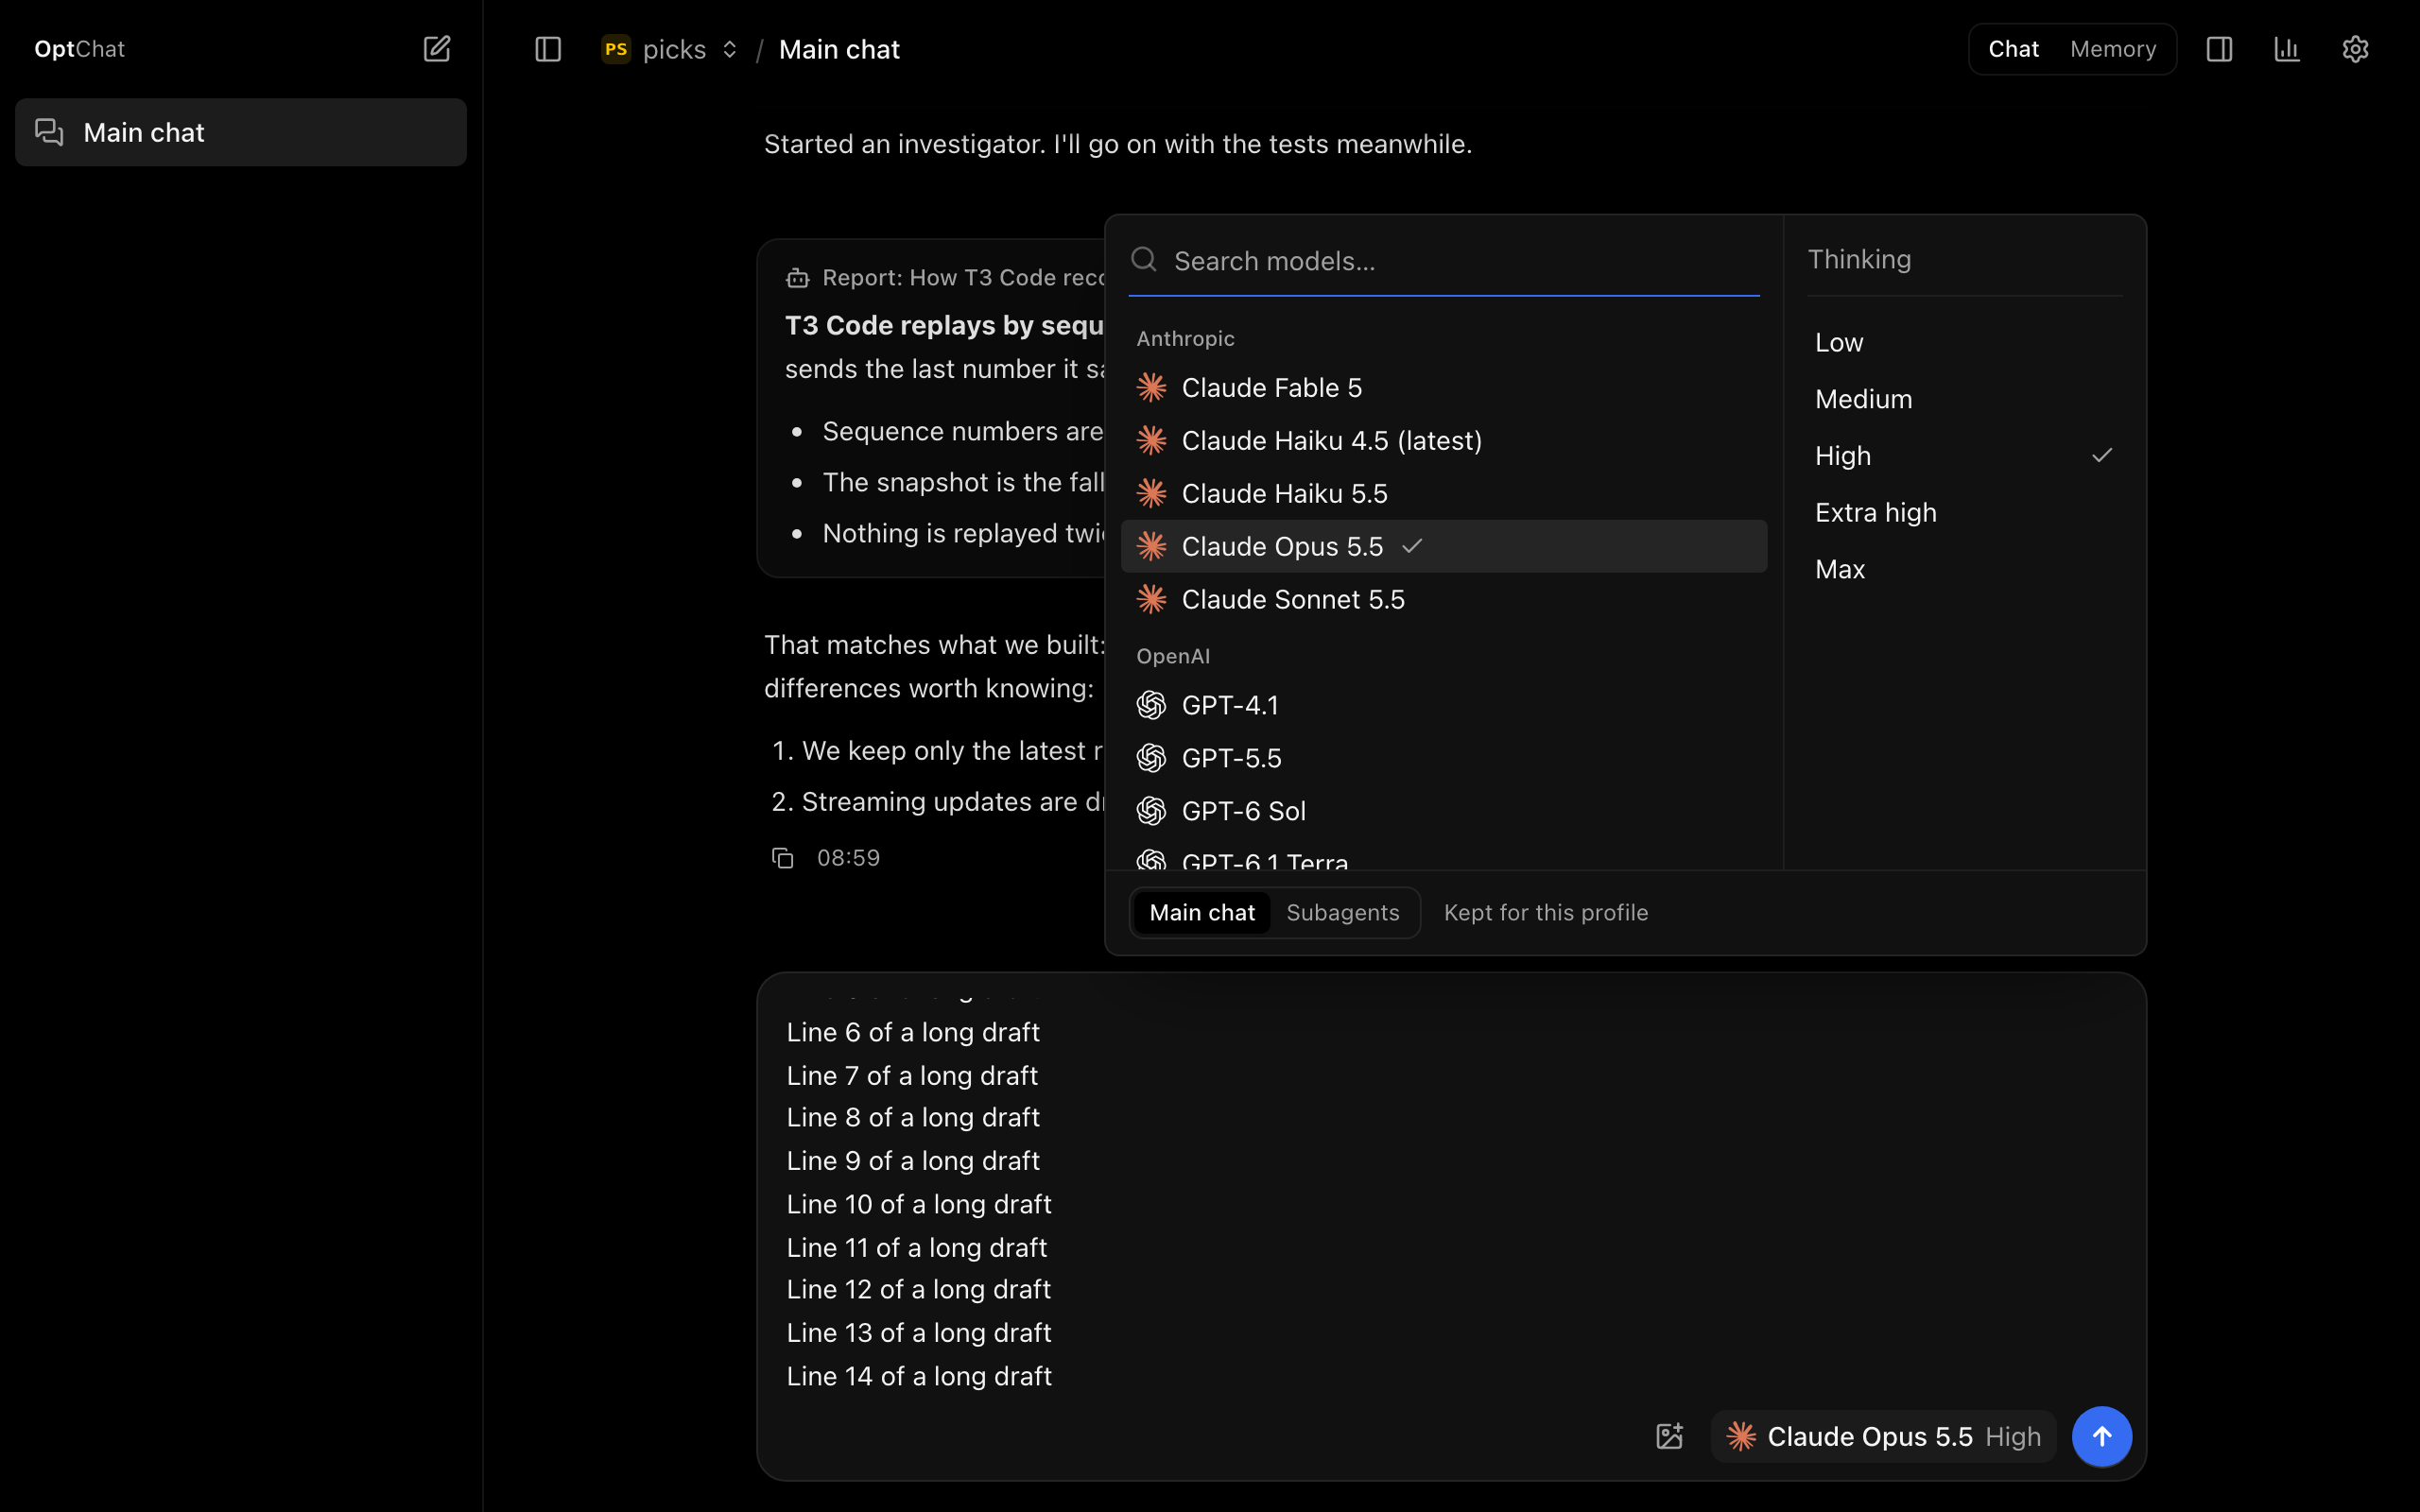 OptChat
Main chat
PS picks / Main chat
Chat Memory
Started an investigator. I'll go on with the tests meanwhile.
Report: How T3 Code
T3 Code replays by
sends the last number it
Sequence numbers are
The snapshot is the
Nothing is replayed
That matches what we built:
differences worth knowing:
1. We keep only the latest
2. Streaming updates are
08:59
Search models...
Anthropic
Claude Fable 5
Claude Haiku 4.5 (latest)
Claude Haiku 5.5
Claude Opus 5.5
Claude Sonnet 5.5
OpenAI
GPT-4.1
GPT-5.5
GPT-6 Sol
GPT-6.1 Terra
Thinking
Low
Medium
High
Extra high
Max
Main chat Subagents Kept for this profile
Line 6 of a long draft
Line 7 of a long draft
Line 8 of a long draft
Line 9 of a long draft
Line 10 of a long draft
Line 11 of a long draft
Line 12 of a long draft
Line 13 of a long draft
Line 14 of a long draft
Claude Opus 5.5 High